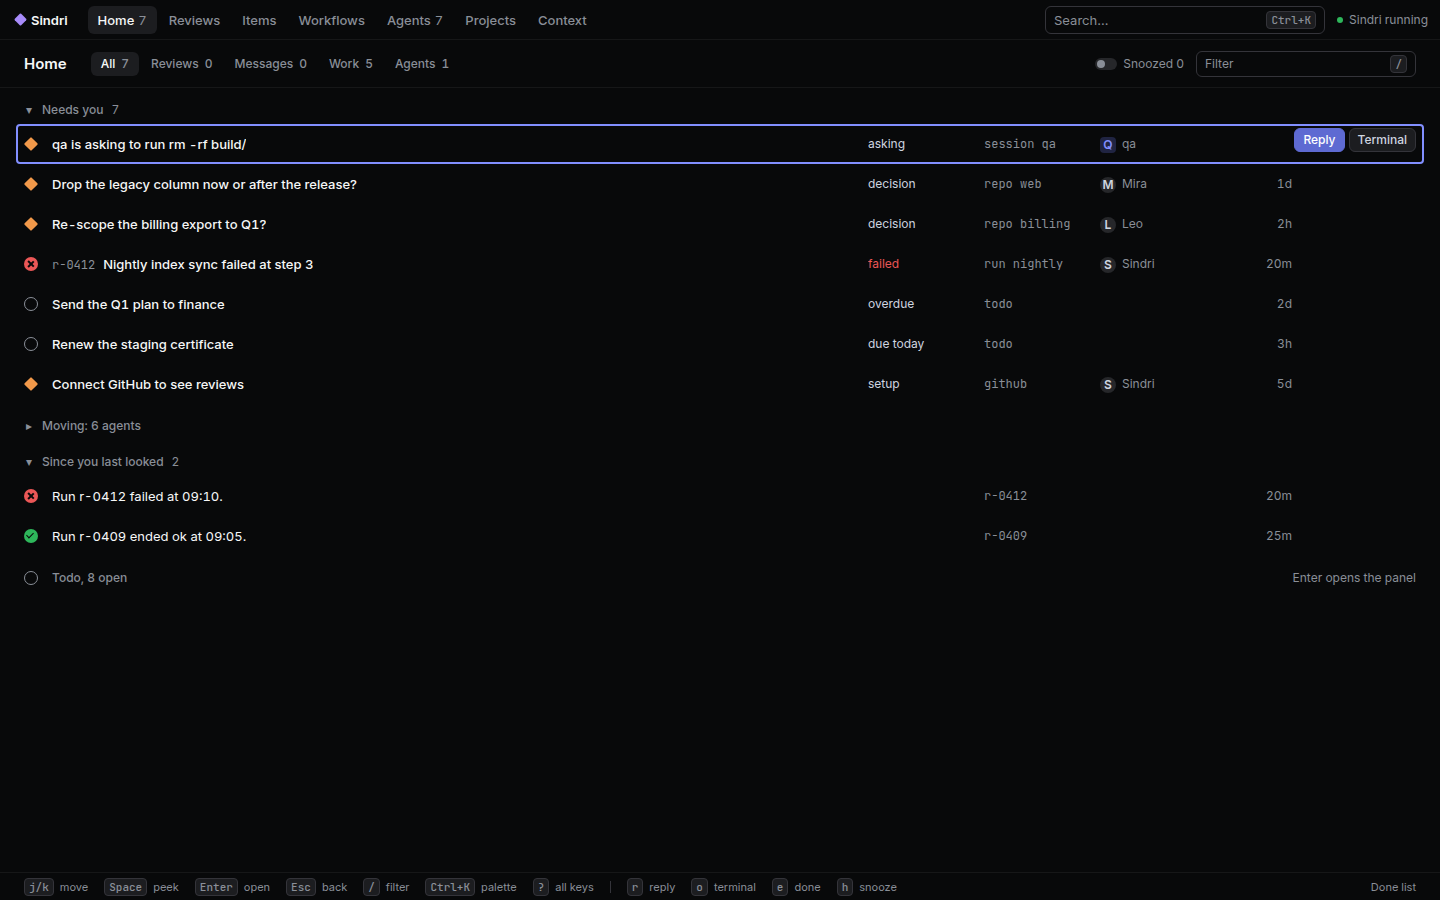 Sindri Home 7 Reviews Items Workflows Agents 7 Projects Context Search... Ctrl+K Sindri running
Home All 7 Reviews 0 Messages 0 Work 5 Agents 1 Snoozed 0 Filter /
Needs you 7
qa is asking to run rm -rf build/ asking session qa Q qa Reply Terminal
Drop the legacy column now or after the release? decision repo web M Mira 1d
Re-scope the billing export to Q1? decision repo billing L Leo 2h
r-0412 Nightly index sync failed at step 3 failed run nightly S Sindri 20m
Send the Q1 plan to finance overdue todo 2d
Renew the staging certificate due today todo 3h
Connect GitHub to see reviews setup github S Sindri 5d
Moving: 6 agents
Since you last looked 2
Run r-0412 failed at 09:10. r-0412 20m
Run r-0409 ended ok at 09:05. r-0409 25m
Todo, 8 open Enter opens the panel
j/k move Space peek Enter open Esc back / filter Ctrl+K palette ? all keys r reply o terminal e done h snooze Done list